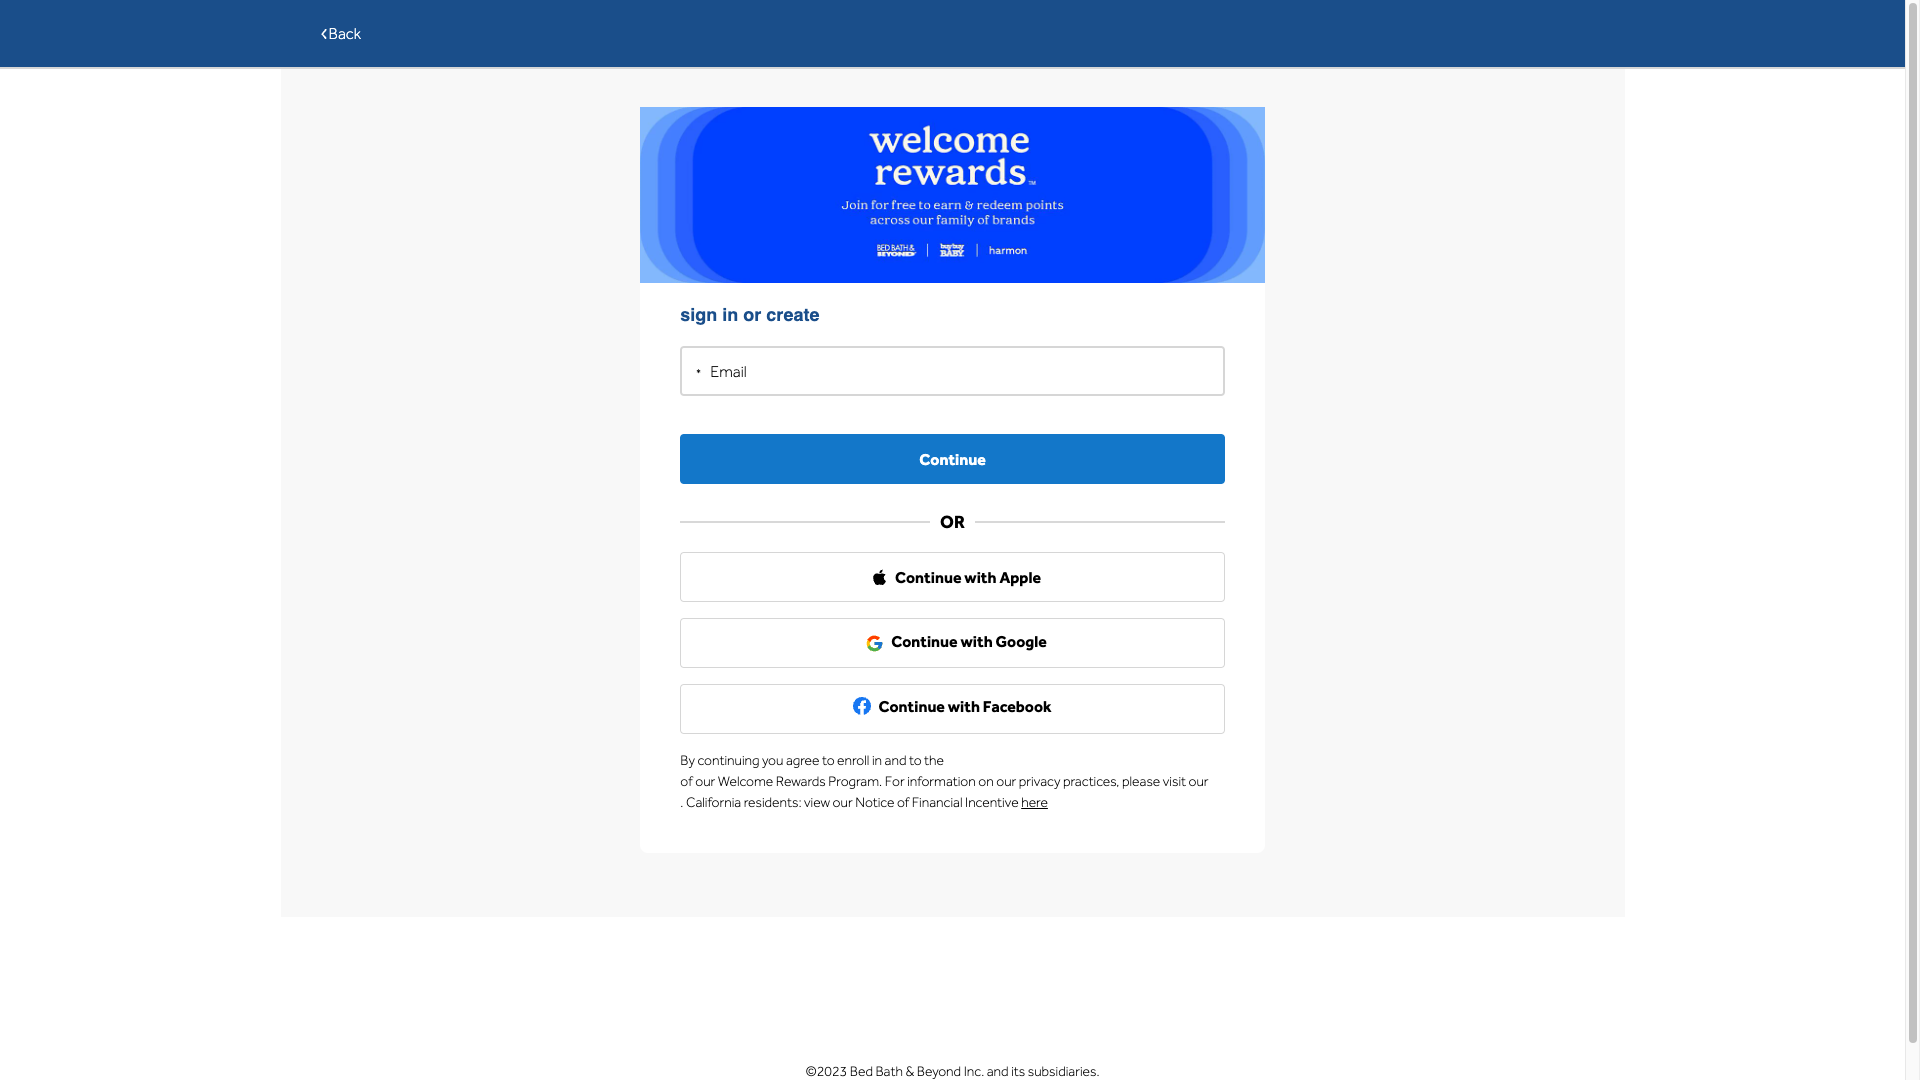 Back
welcome
rewards™
Join for free to earn & redeem points
across our family of brands
BED BATH & BEYOND | buybuy BABY | harmon
sign in or create
* Email
Continue
OR
Continue with Apple
Continue with Google
Continue with Facebook
By continuing you agree to enroll in and to the
of our Welcome Rewards Program. For information on our privacy practices, please visit our
. California residents: view our Notice of Financial Incentive here
©2023 Bed Bath & Beyond Inc. and its subsidiaries.